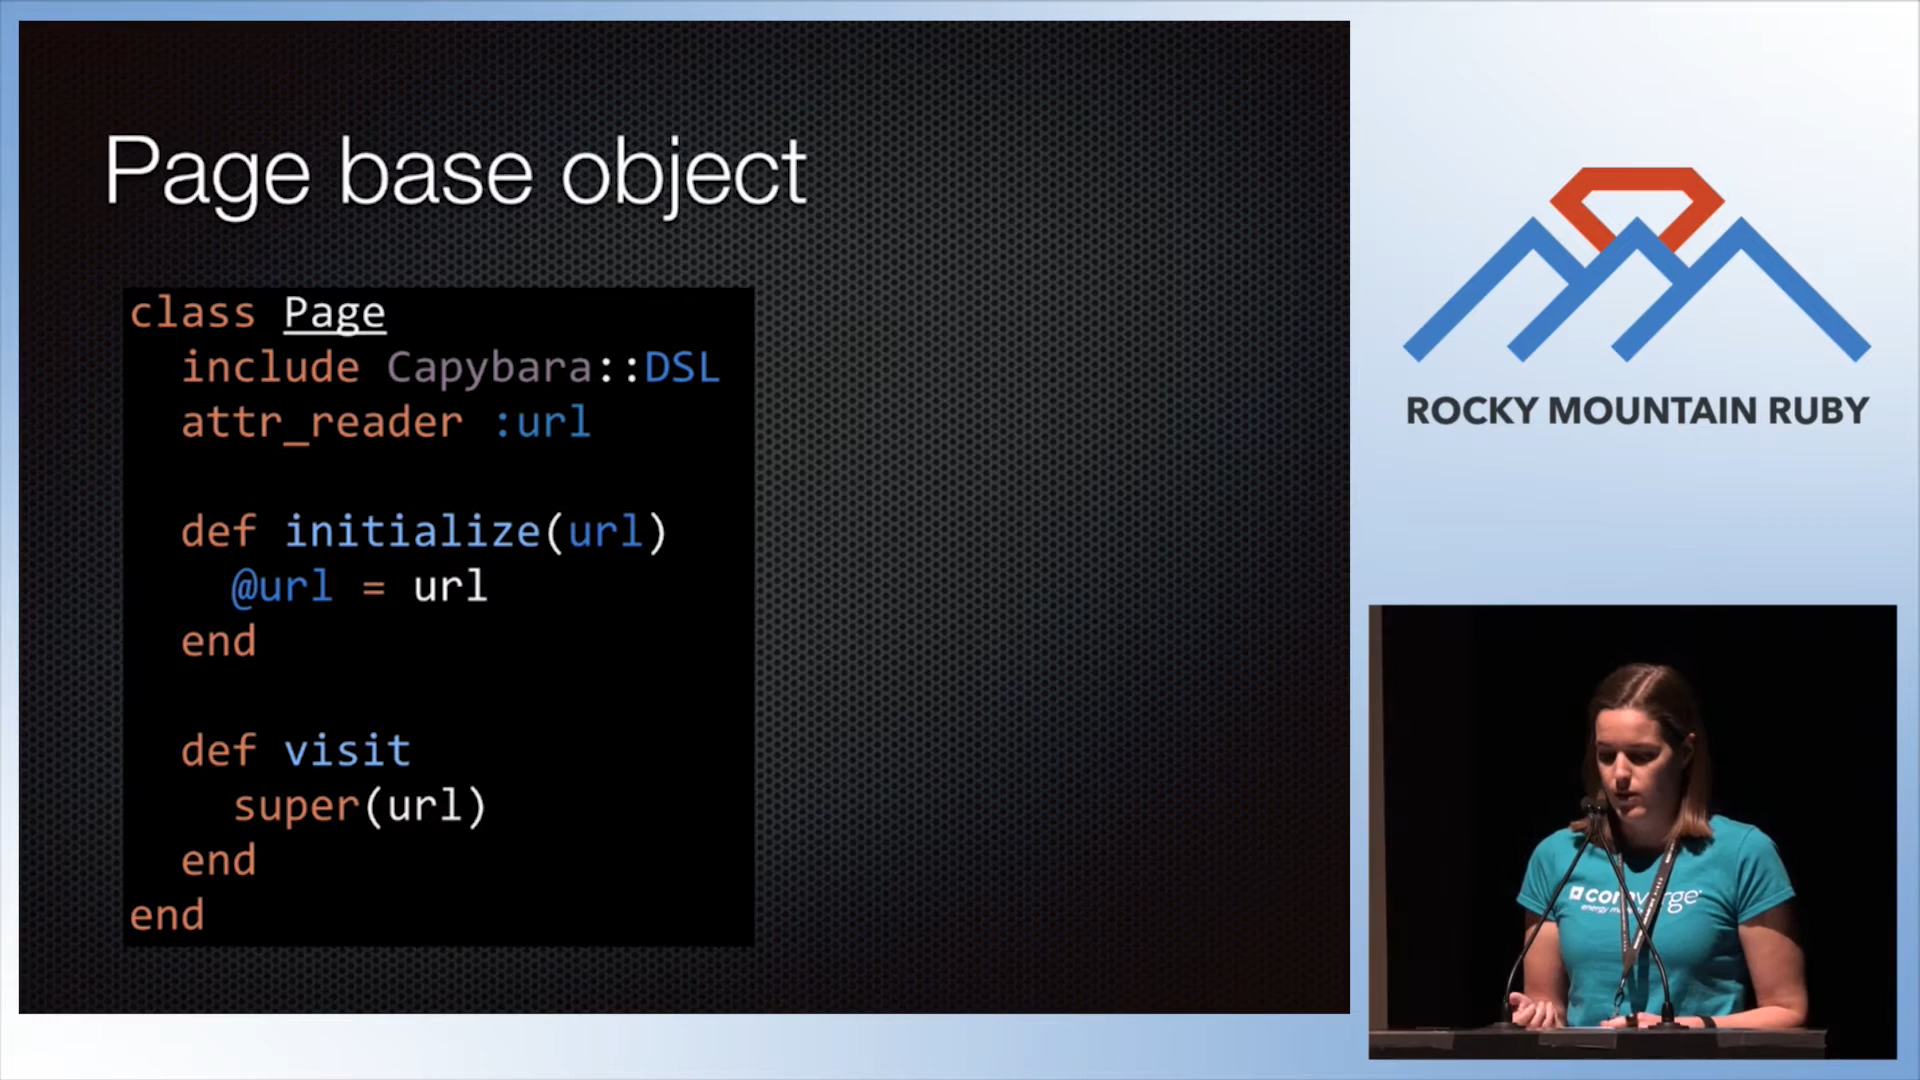 Page base object
class Page
include Capybara::DSL
attr_reader :url
def initialize(url)
@url = url
end
def visit
super(url)
end
end
ROCKY MOUNTAIN RUBY
energy